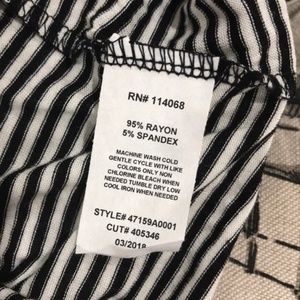 RN# 114068
95% RAYON
5% SPANDEX
MACHINE WASH COLD
GENTLE CYCLE WITH LIKE
COLORS ONLY NON
CHLORINE BLEACH WHEN
NEEDED TUMBLE DRY LOW
COOL IRON WHEN NEEDED
STYLE# 47159A0001
CUT# 405346
03/2018